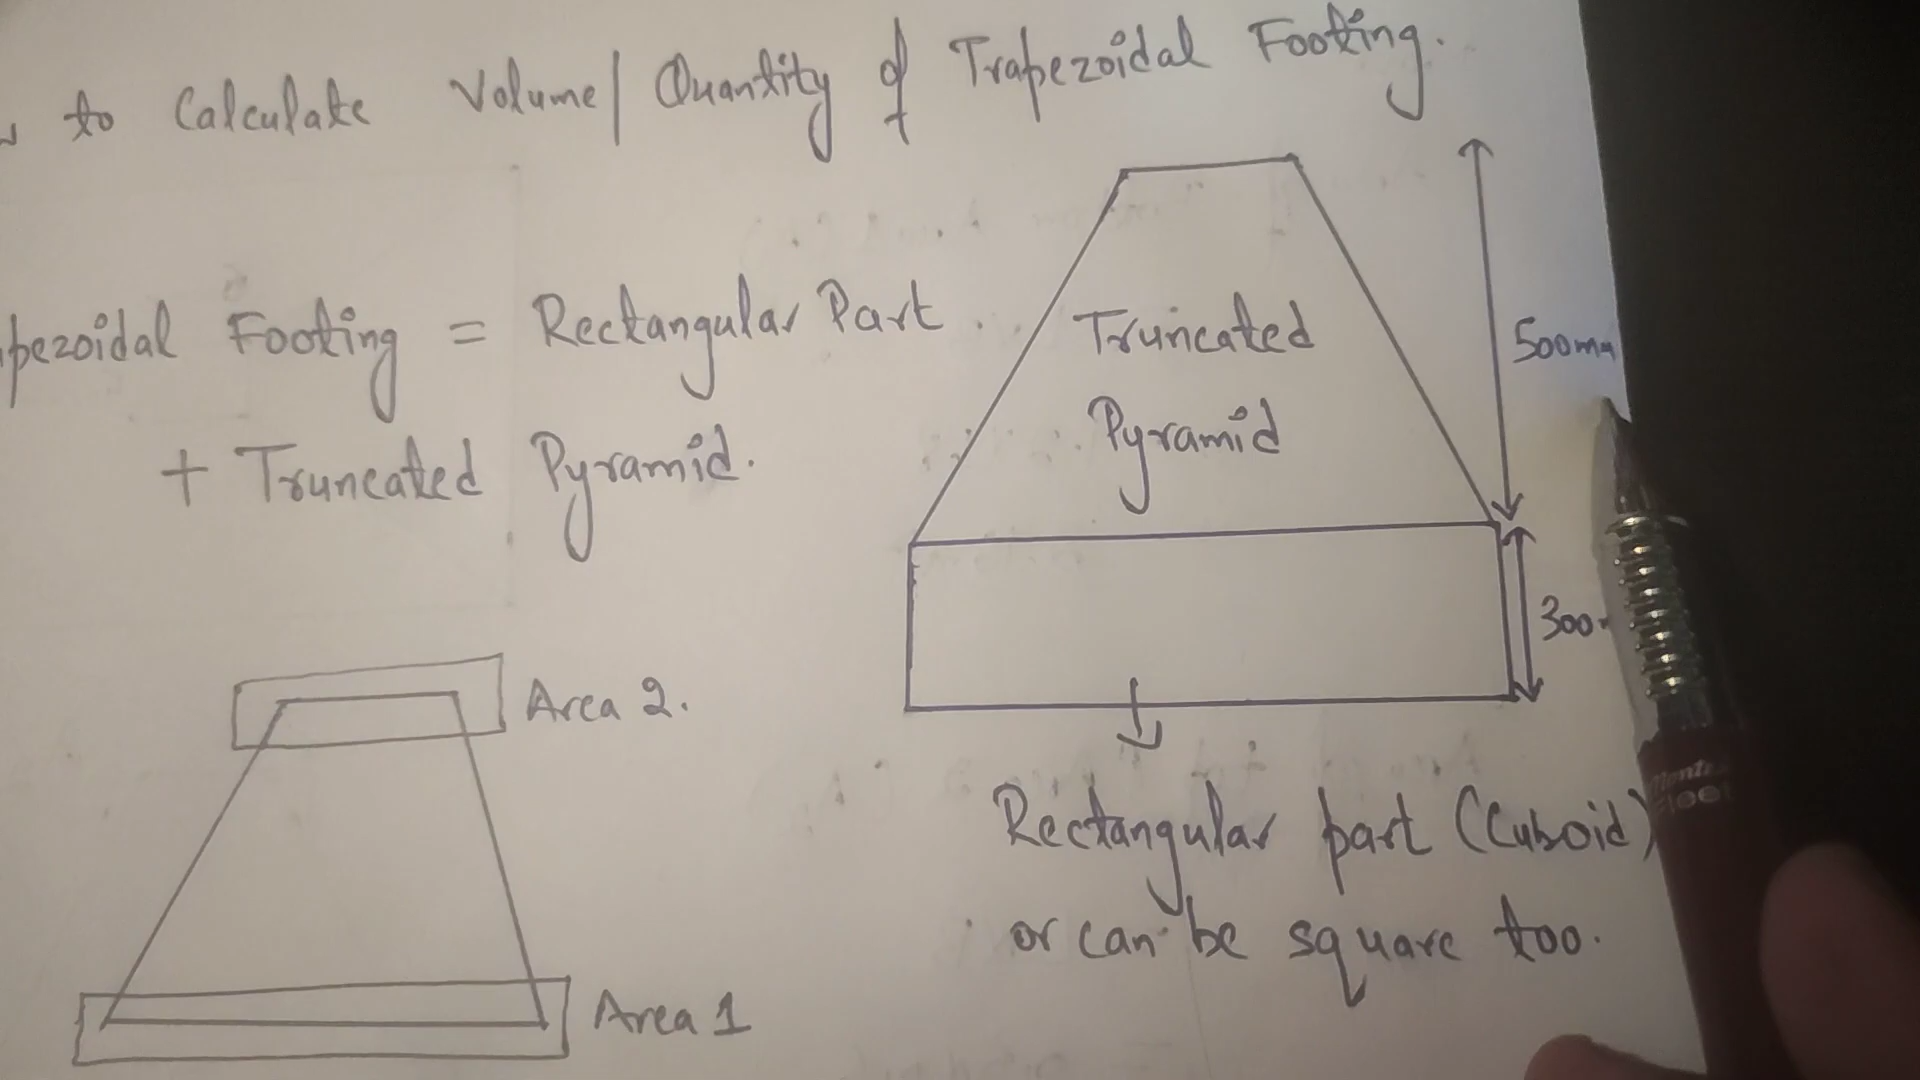 to Calculate Volume/ Quantity of Trapezoidal Footing.
pezoidal Footing = Rectangular Part
+ Truncated Pyramid.
Truncated
Pyramid
500mm
300
Area 2.
Area 1
Rectangular part (Cuboid)
or can be square too.